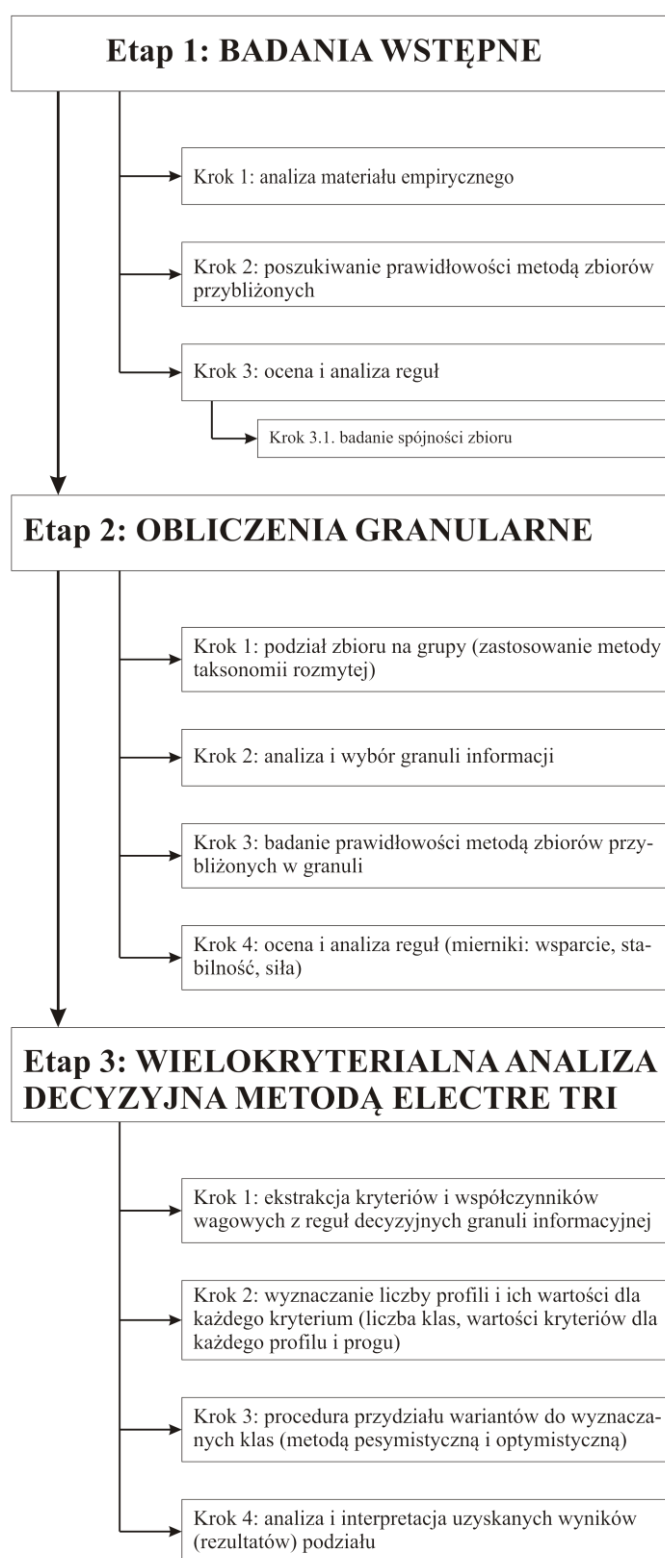 Etap 1: BADANIA WSTĘPNE
Krok 1: analiza materiału empirycznego
Krok 2: poszukiwanie prawidłowości metodą zbiorów
przybliżonych
Krok 3: ocena i analiza reguł
Krok 3.1. badanie spójności zbioru
Etap 2: OBLICZENIA GRANULARNE
Krok 1: podział zbioru na grupy (zastosowanie metody
taksonomii rozmytej)
Krok 2: analiza i wybór granuli informacji
Krok 3: badanie prawidłowości metodą zbiorów przy-
bliżonych w granuli
Krok 4: ocena i analiza reguł (mierniki: wsparcie, sta-
bilność, siła)
Etap 3: WIELOKRYTERIALNA ANALIZA
DECYZYJNA METODĄ ELECTRE TRI
Krok 1: ekstrakcja kryteriów i współczynników
wagowych z reguł decyzyjnych granuli informacyjnej
Krok 2: wyznaczanie liczby profili i ich wartości dla
każdego kryterium (liczba klas, wartości kryteriów dla
każdego profilu i progu)
Krok 3: procedura przydziału wariantów do wyznacza-
nych klas (metodą pesymistyczną i optymistyczną)
Krok 4: analiza i interpretacja uzyskanych wyników
(rezultatów) podziału